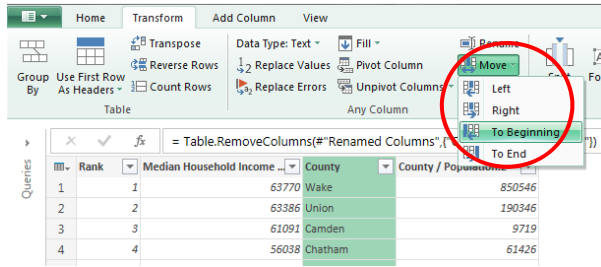 Home Transform Add Column View
Transpose Data Type: Text Fill Rename
Group By Use First Row As Headers Reverse Rows Replace Values Pivot Column Move
Count Rows Replace Errors Unpivot Columns Left
Table Any Column Right
To Beginning
fx = Table.RemoveColumns(#"Renamed Columns",{" "})
To End
Queries
Rank Median Household Income ... County County / Population
1 1 63770 Wake 850546
2 2 63386 Union 190346
3 3 61091 Camden 9719
4 4 56038 Chatham 61426